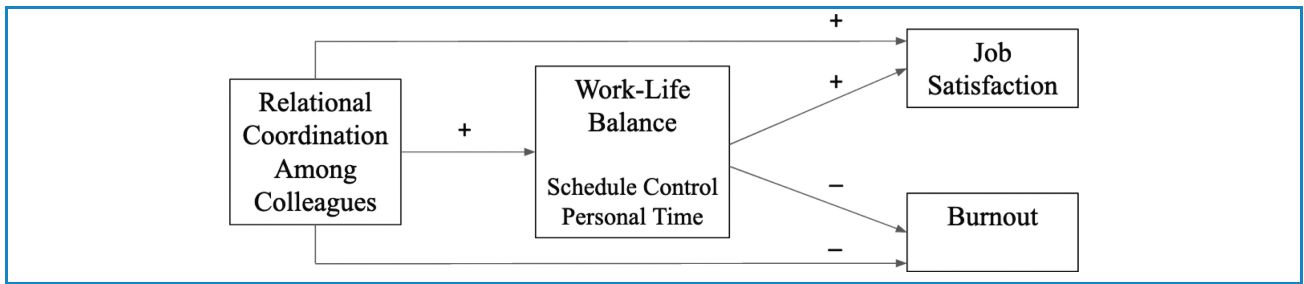 +
Job
Satisfaction
+
Relational
Coordination
Among
Colleagues
+
Work-Life
Balance
Schedule Control
Personal Time
–
Burnout
–